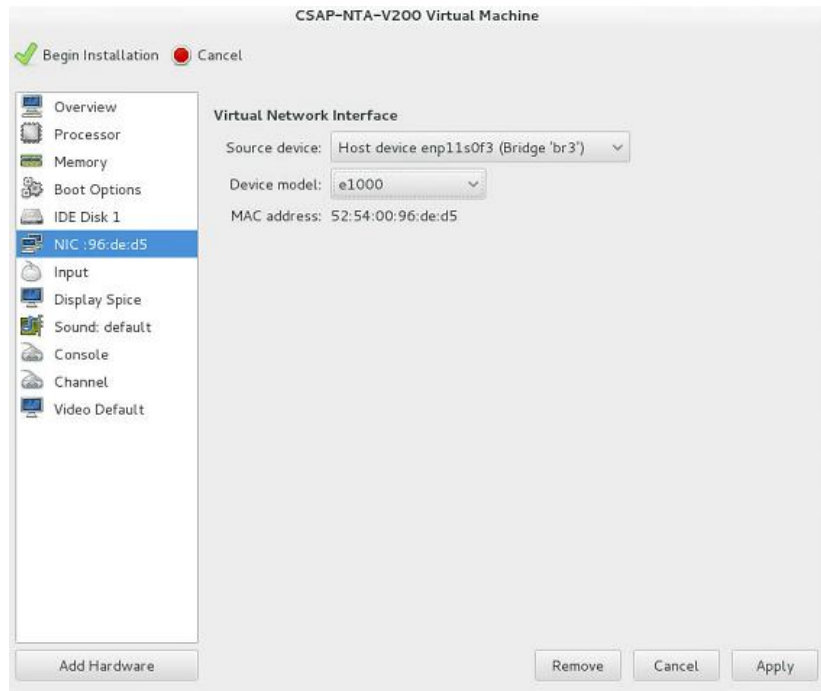 CSAP-NTA-V200 Virtual Machine
Begin Installation
Cancel
Overview
Processor
Memory
Boot Options
IDE Disk 1
NIC :96:de:d5
Input
Display Spice
Sound: default
Console
Channel
Video Default
Add Hardware
Virtual Network Interface
Source device: Host device enp11s0f3 (Bridge 'br3')
Device model: e1000
MAC address: 52:54:00:96:de:d5
Remove
Cancel
Apply